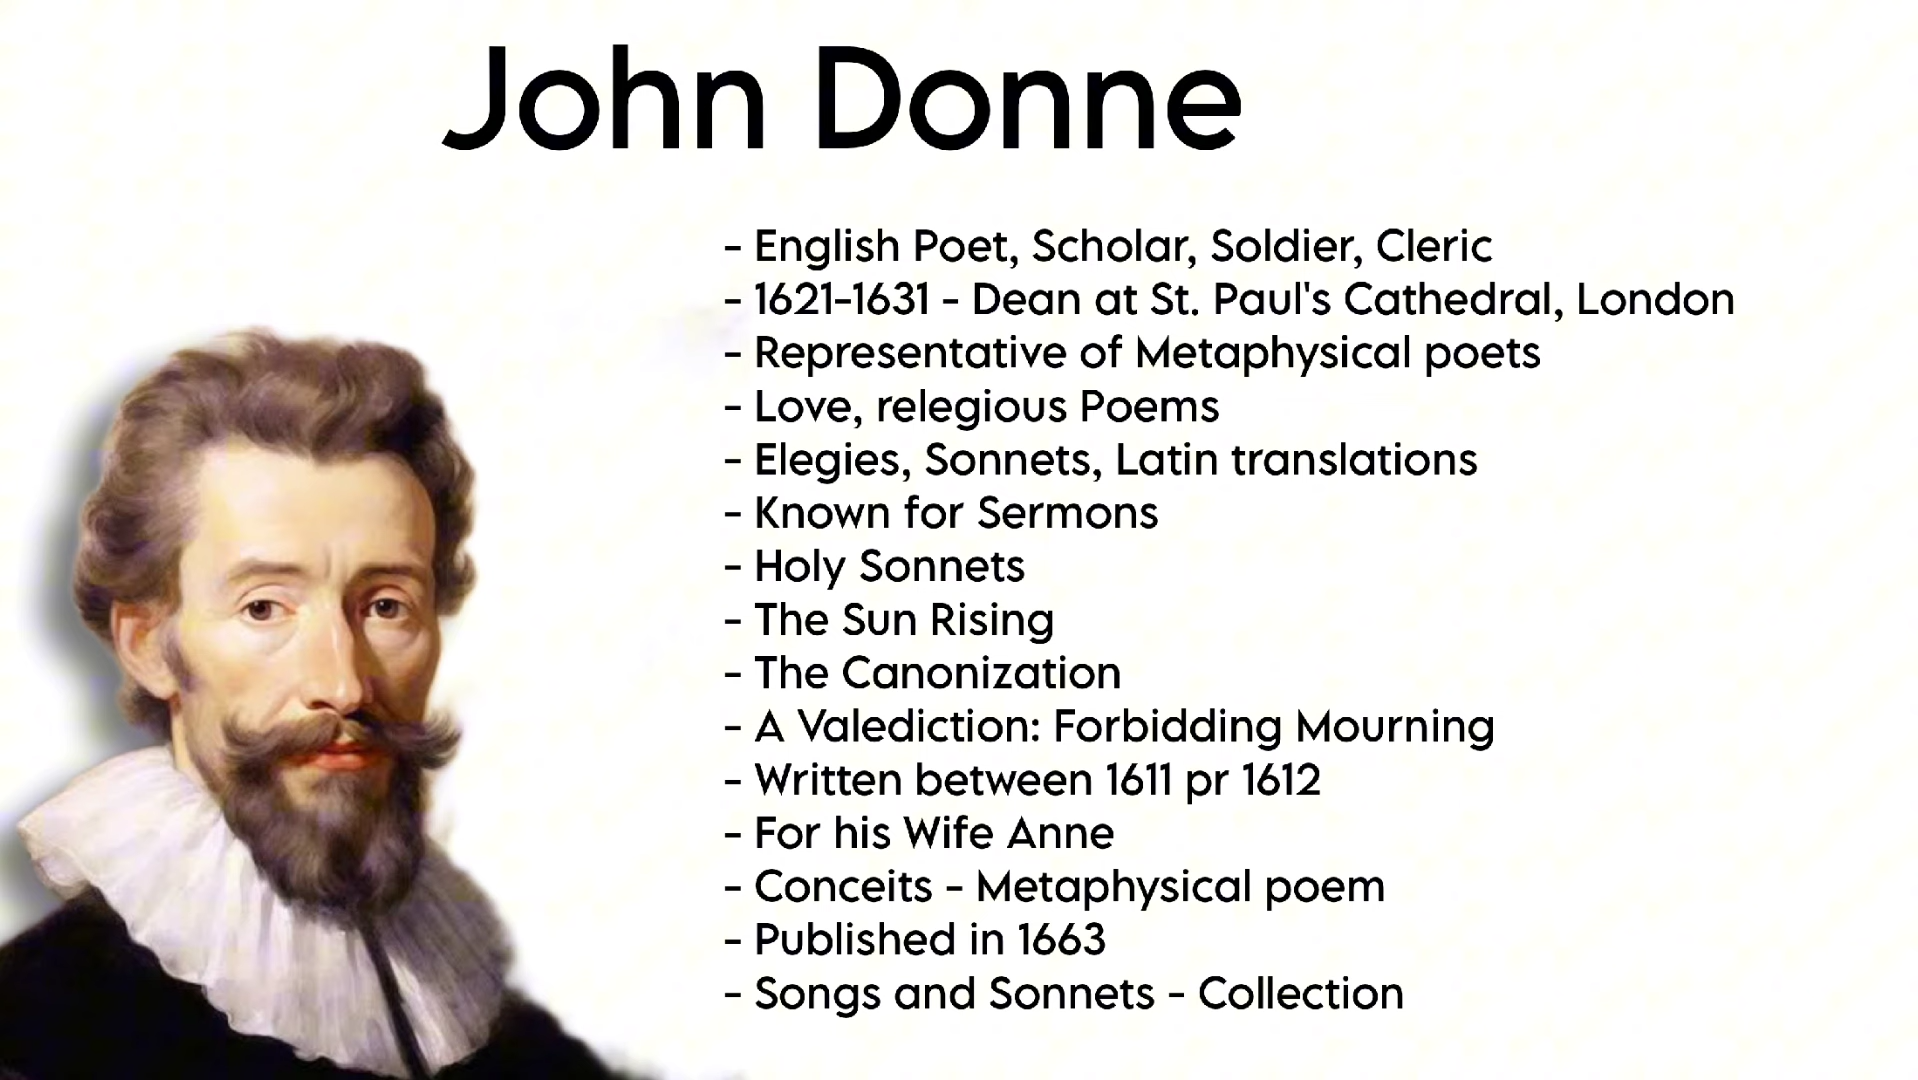 John Donne
- English Poet, Scholar, Soldier, Cleric
- 1621-1631 - Dean at St. Paul's Cathedral, London
- Representative of Metaphysical poets
- Love, relegious Poems
- Elegies, Sonnets, Latin translations
- Known for Sermons
- Holy Sonnets
- The Sun Rising
- The Canonization
- A Valediction: Forbidding Mourning
- Written between 1611 pr 1612
- For his Wife Anne
- Conceits - Metaphysical poem
- Published in 1663
- Songs and Sonnets - Collection